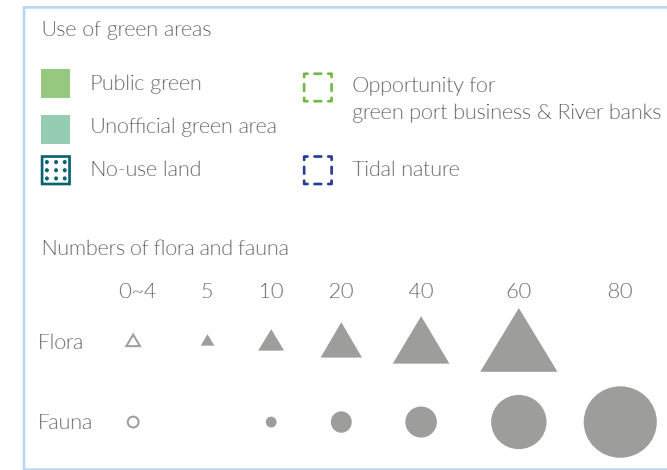 Use of green areas
Public green
Unofficial green area
No-use land
Opportunity for
green port business & River banks
Tidal nature
Numbers of flora and fauna
0~4 5 10 20 40 60 80
Flora
Fauna